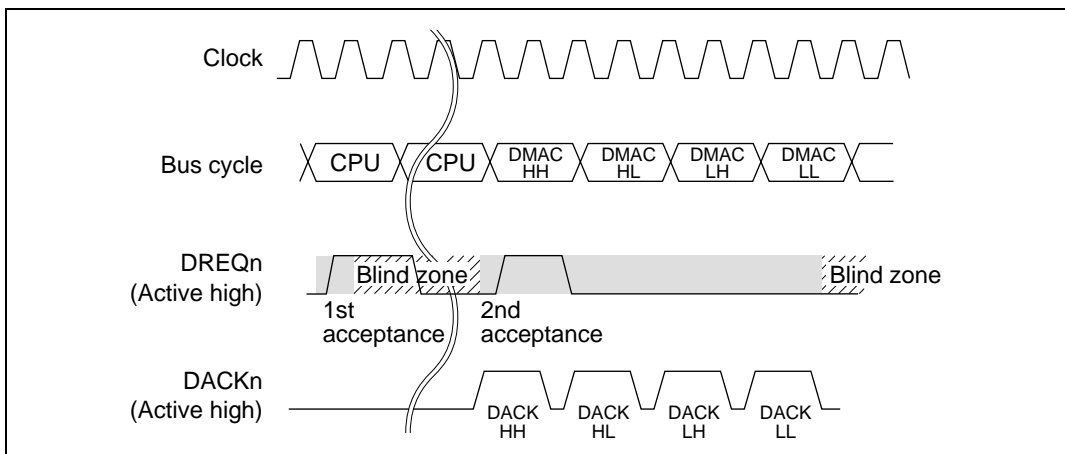 Clock
Bus cycle
CPU
CPU
DMAC
HH
DMAC
HL
DMAC
LH
DMAC
LL
DREQn
(Active high)
Blind zone
Blind zone
1st
acceptance
2nd
acceptance
DACKn
(Active high)
DACK
HH
DACK
HL
DACK
LH
DACK
LL